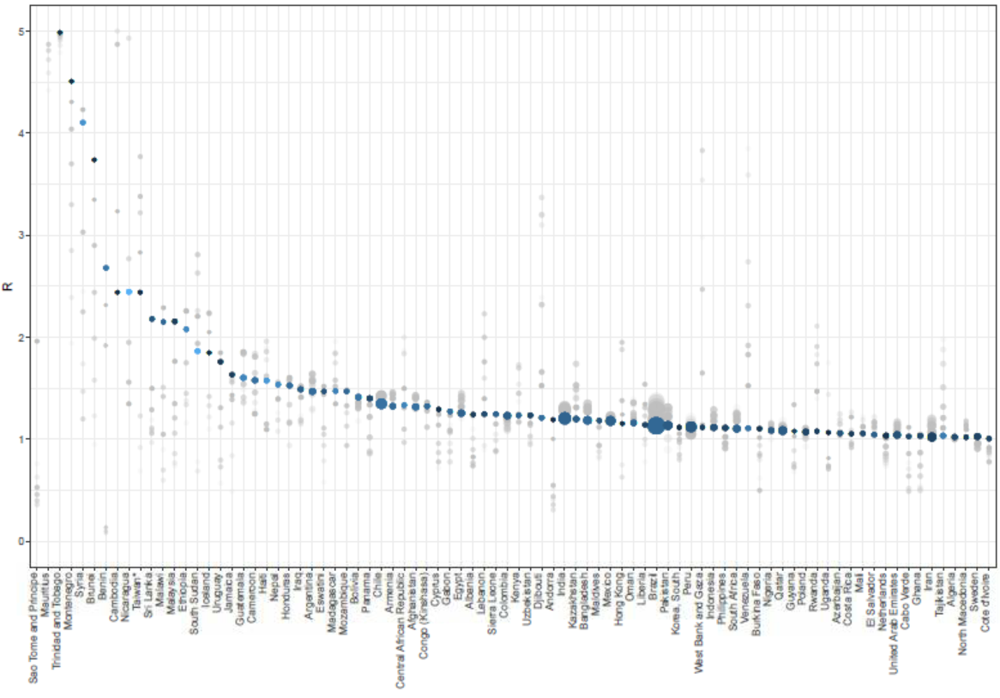 5
4
3
2
1
0
R
Sao Tome and Principe
Mauritius
Trinidad and Tobago
Montenegro
Syria
Brunei
Benin
Cambodia
Nicaragua
Taiwan*
Sri Lanka
Malawi
Malaysia
Ethiopia
South Sudan
Iceland
Uruguay
Jamaica
Guatemala
Cameroon
Haiti
Nepal
Honduras
Iraq
Argentina
Eswatini
Madagascar
Mozambique
Bolivia
Panama
Chile
Armenia
Central African Republic
Afghanistan
Congo (Kinshasa)
Cyprus
Gabon
Egypt
Albania
Lebanon
Sierra Leone
Colombia
Kenya
Uzbekistan
Djibouti
Andorra
India
Kazakhstan
Bangladesh
Maldives
Mexico
Hong Kong
Oman
Liberia
Brazil
Pakistan
Korea, South
Peru
West Bank and Gaza
Indonesia
Philippines
South Africa
Venezuela
Burkina Faso
Nigeria
Qatar
Guyana
Poland
Rwanda
Uganda
Azerbaijan
Costa Rica
Mali
El Salvador
Netherlands
United Arab Emirates
Cabo Verde
Ghana
Iran
Tajikistan
Algeria
North Macedonia
Sweden
Cote d'Ivoire